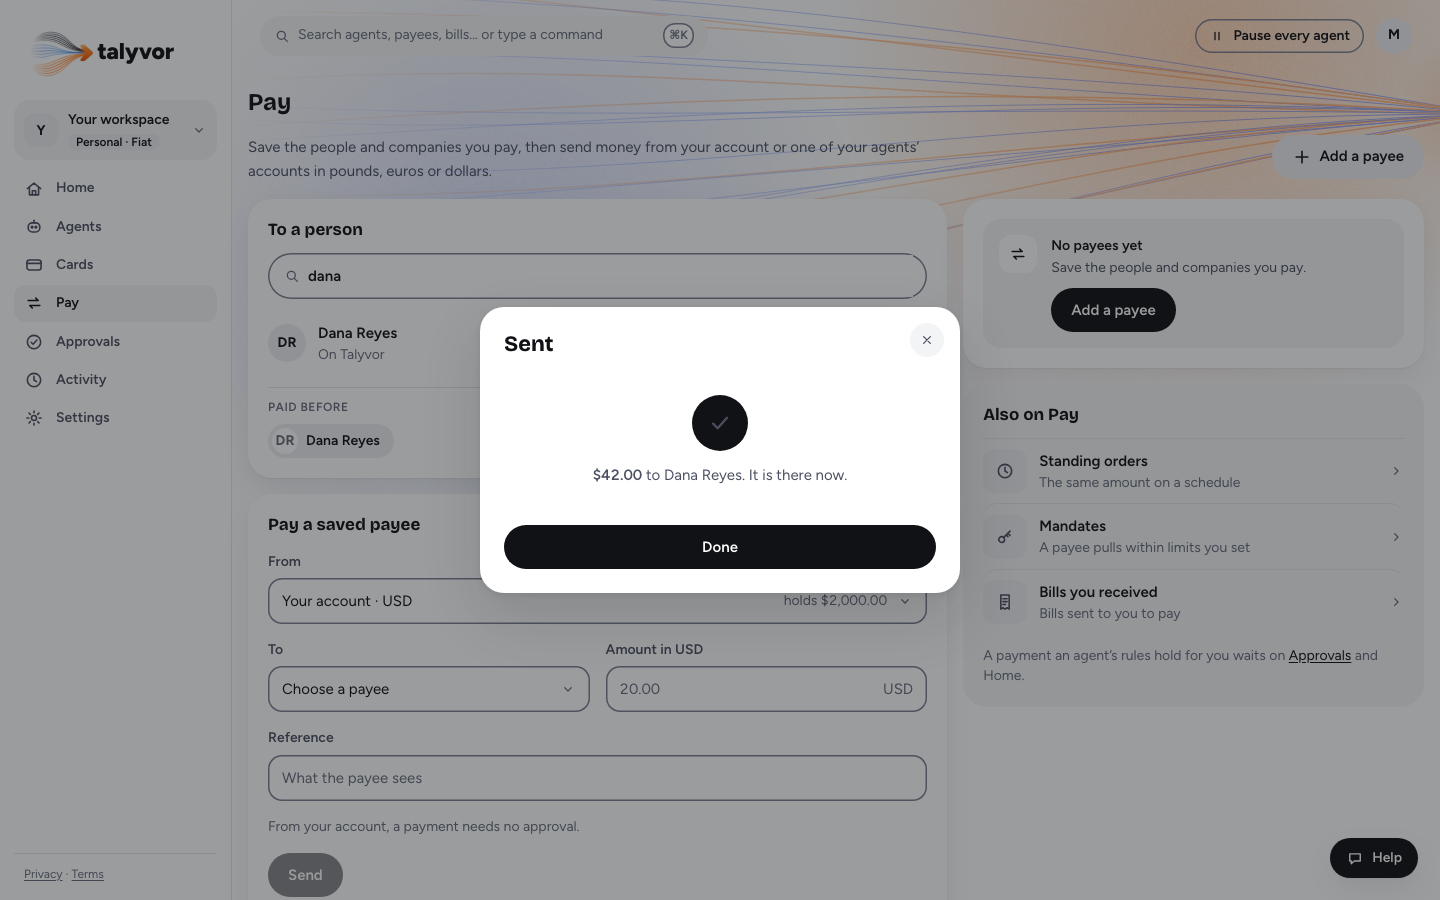 talyvor
Search agents, payees, bills... or type a command
⌘K
Pause every agent
M
Y
Your workspace
Personal · Fiat
Home
Agents
Cards
Pay
Approvals
Activity
Settings
Privacy · Terms
Pay
Save the people and companies you pay, then send money from your account or one of your agents’
accounts in pounds, euros or dollars.
Add a payee
To a person
dana
DR
Dana Reyes
On Talyvor
PAID BEFORE
DR
Dana Reyes
Sent
$42.00 to Dana Reyes. It is there now.
Done
Pay a saved payee
From
Your account · USD
holds $2,000.00
To
Amount in USD
Choose a payee
20.00
USD
Reference
What the payee sees
From your account, a payment needs no approval.
Send
No payees yet
Save the people and companies you pay.
Add a payee
Also on Pay
Standing orders
The same amount on a schedule
Mandates
A payee pulls within limits you set
Bills you received
Bills sent to you to pay
A payment an agent’s rules hold for you waits on Approvals and
Home.
Help